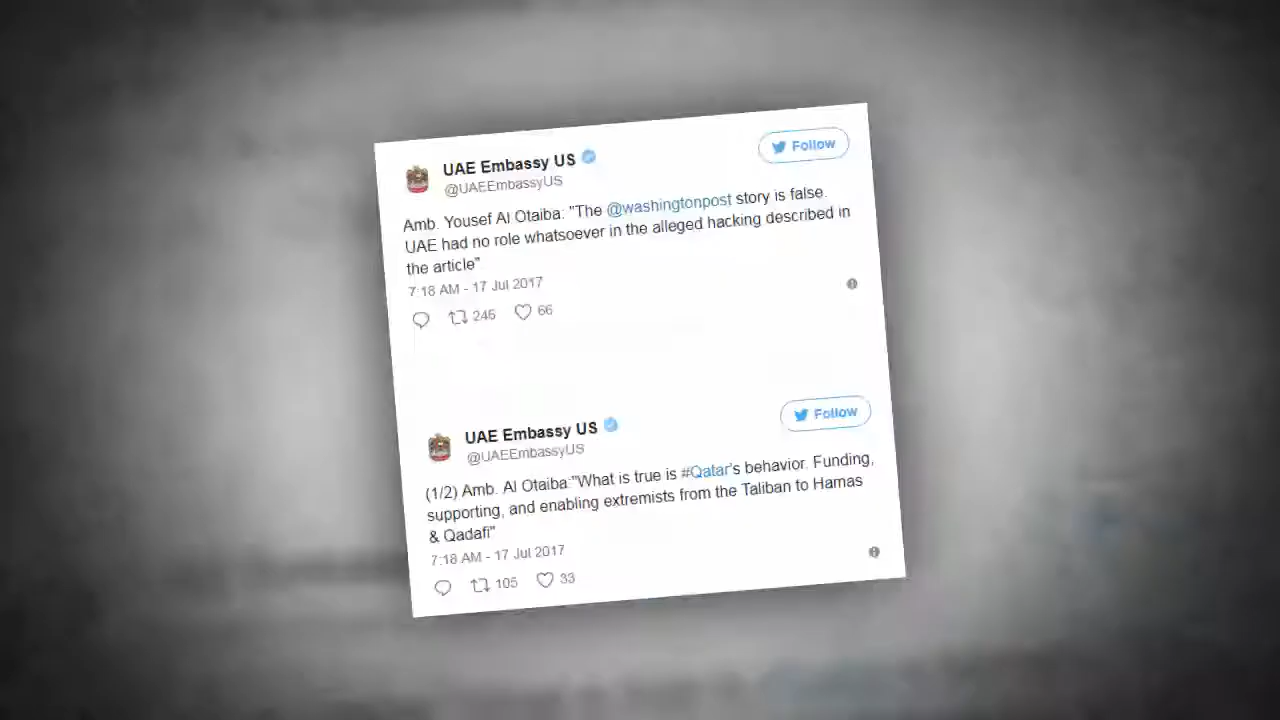 UAE Embassy US
@UAEEmbassyUS
Follow
Amb. Yousef Al Otaiba: "The @washingtonpost story is false.
UAE had no role whatsoever in the alleged hacking described in
the article"
7:18 AM - 17 Jul 2017
246 66
UAE Embassy US
@UAEEmbassyUS
Follow
(1/2) Amb. Al Otaiba:"What is true is #Qatar's behavior. Funding,
supporting, and enabling extremists from the Taliban to Hamas
& Qadafi"
7:18 AM - 17 Jul 2017
105 33